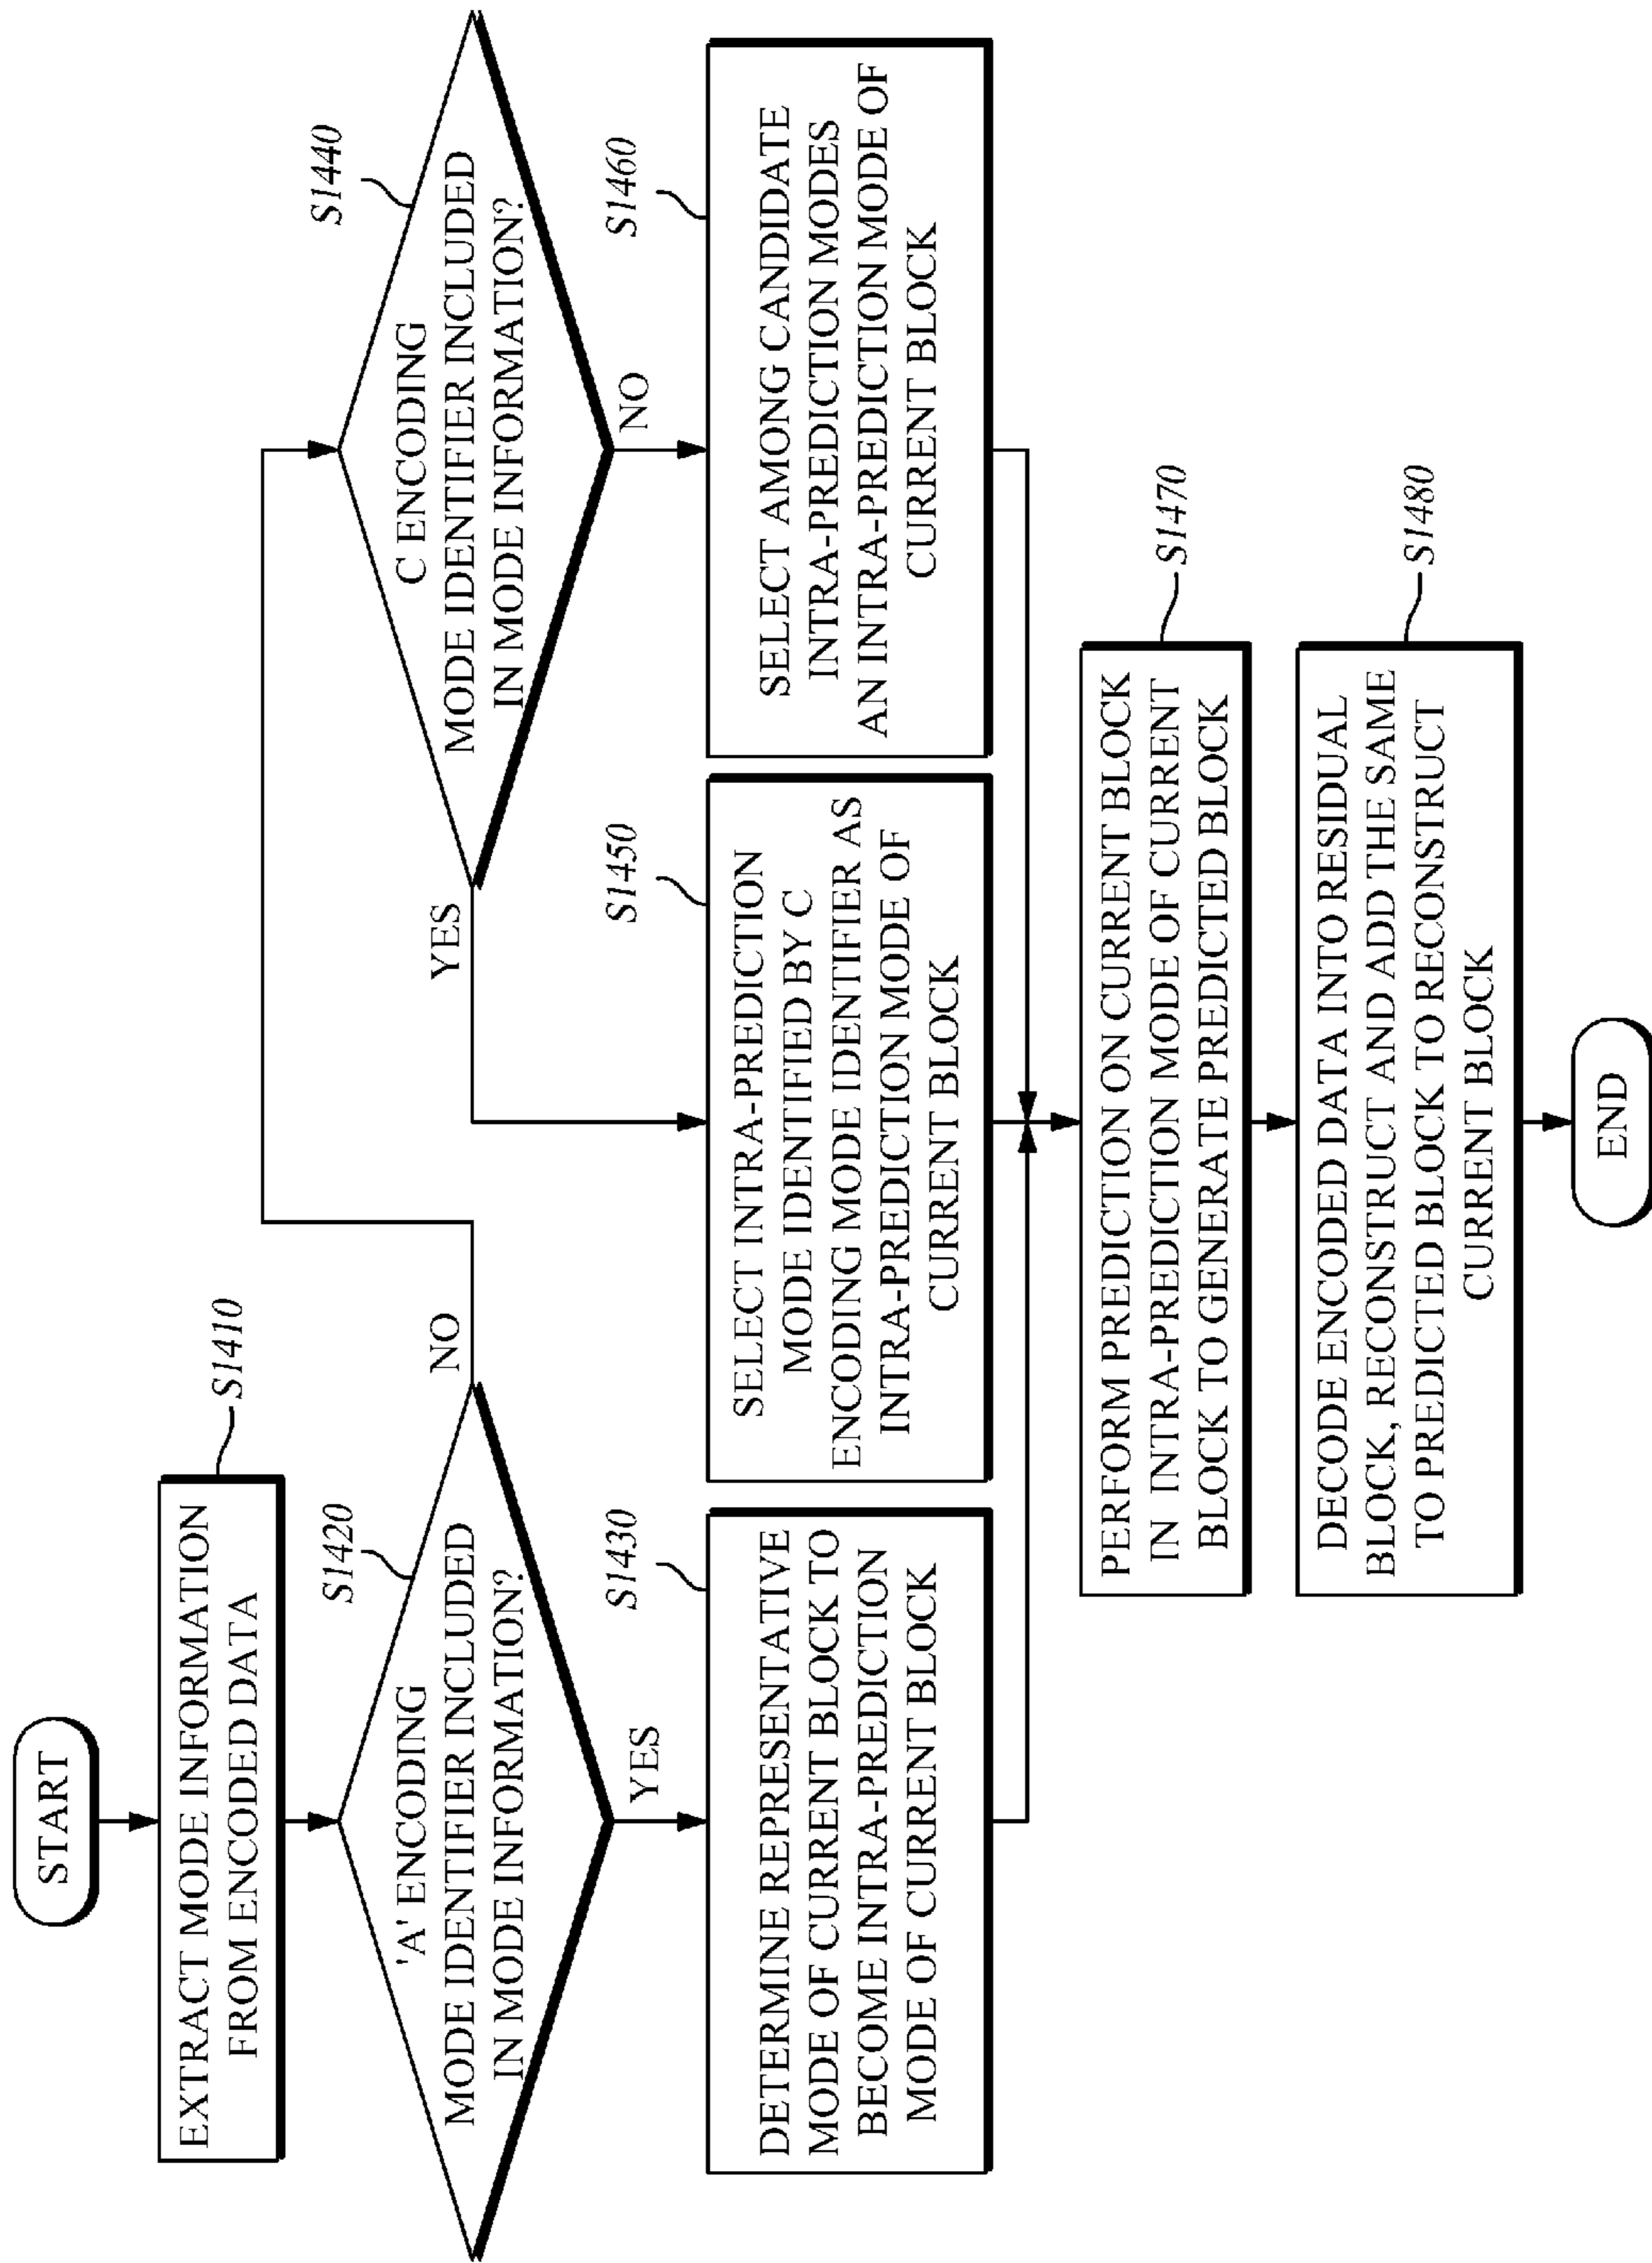 START
S1410
EXTRACT MODE INFORMATION
FROM ENCODED DATA
S1420
'A' ENCODING
MODE IDENTIFIER INCLUDED
IN MODE INFORMATION?
NO
YES
S1440
C ENCODING
MODE IDENTIFIER INCLUDED
IN MODE INFORMATION?
YES
NO
S1430
DETERMINE REPRESENTATIVE
MODE OF CURRENT BLOCK TO
BECOME INTRA-PREDICTION
MODE OF CURRENT BLOCK
S1450
SELECT INTRA-PREDICTION
MODE IDENTIFIED BY C
ENCODING MODE IDENTIFIER AS
INTRA-PREDICTION MODE OF
CURRENT BLOCK
S1460
SELECT AMONG CANDIDATE
INTRA-PREDICTION MODES
AN INTRA-PREDICTION MODE OF
CURRENT BLOCK
S1470
PERFORM PREDICTION ON CURRENT BLOCK
IN INTRA-PREDICTION MODE OF CURRENT
BLOCK TO GENERATE PREDICTED BLOCK
S1480
DECODE ENCODED DATA INTO RESIDUAL
BLOCK, RECONSTRUCT AND ADD THE SAME
TO PREDICTED BLOCK TO RECONSTRUCT
CURRENT BLOCK
END